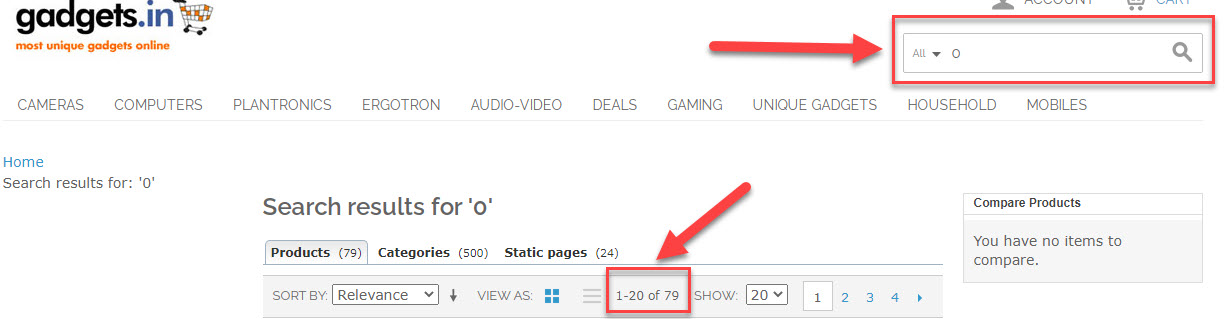 gadgets.in
most unique gadgets online
ACCOUNT
CART
All 0
CAMERAS COMPUTERS PLANTRONICS ERGOTRON AUDIO-VIDEO DEALS GAMING UNIQUE GADGETS HOUSEHOLD MOBILES
Home
Search results for: '0'
Search results for '0'
Products (79) Categories (500) Static pages (24)
SORT BY: Relevance VIEW AS: 1-20 of 79 SHOW: 20 1 2 3 4
Compare Products
You have no items to
compare.